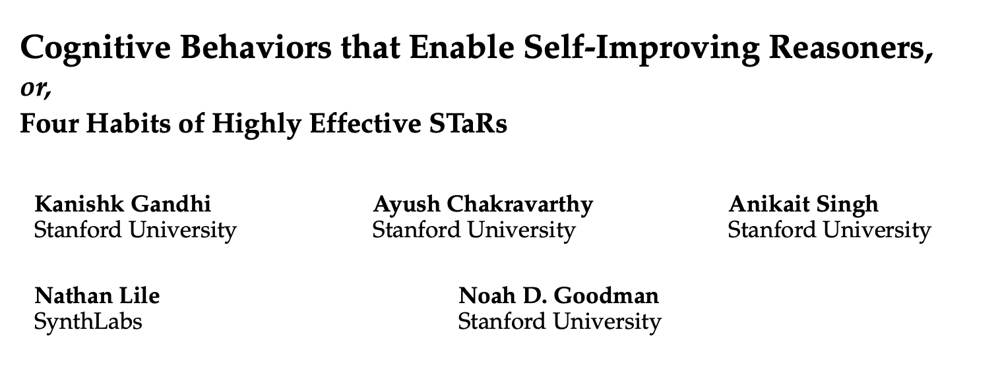 Cognitive Behaviors that Enable Self-Improving Reasoners,
or,
Four Habits of Highly Effective STaRs
Kanishk Gandhi Ayush Chakravarthy Anikait Singh
Stanford University Stanford University Stanford University
Nathan Lile Noah D. Goodman
SynthLabs Stanford University